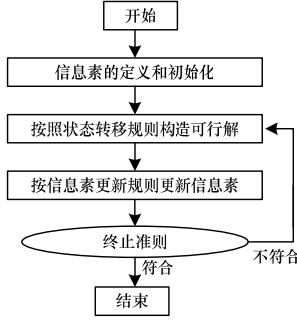 开始
信息素的定义和初始化
按照状态转移规则构造可行解
按信息素更新规则更新信息素
终止准则
不符合
符合
结束